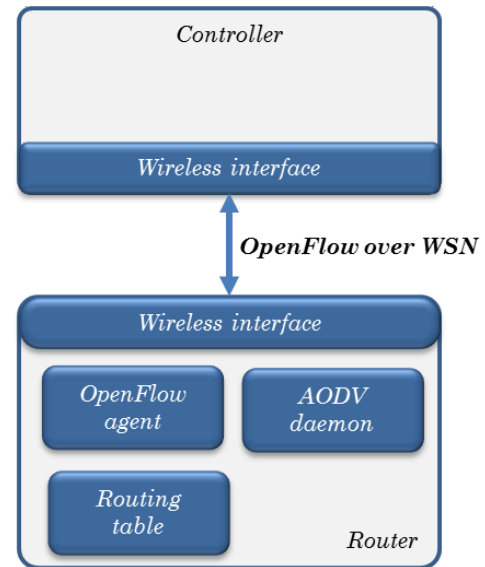 Controller
Wireless interface
OpenFlow over WSN
Wireless interface
OpenFlow
agent
AODV
daemon
Routing
table
Router